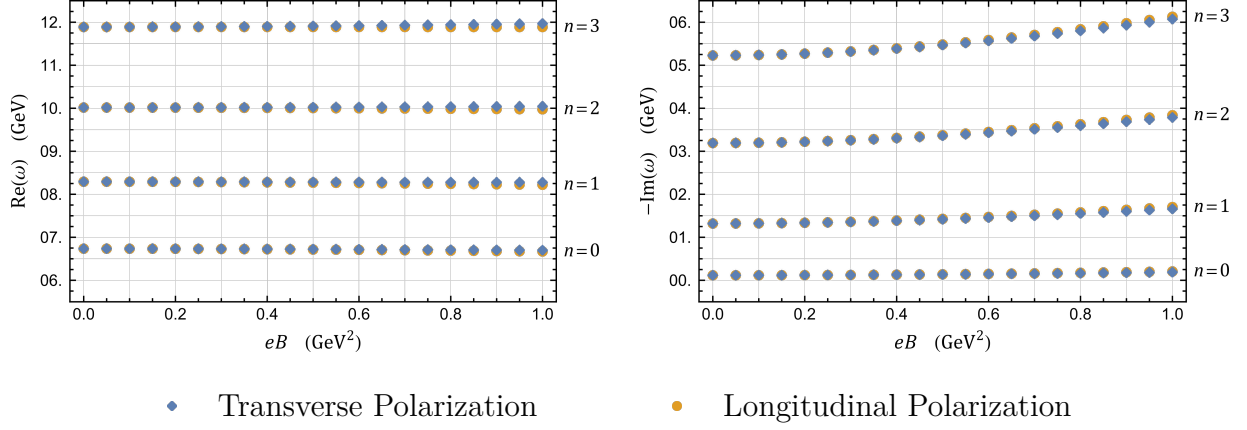 Re(ω) (GeV)
12.
11.
10.
09.
08.
07.
06.
n=3
n=2
n=1
n=0
0.0 0.2 0.4 0.6 0.8 1.0
eB (GeV²)
−Im(ω) (GeV)
06.
05.
04.
03.
02.
01.
00.
n=3
n=2
n=1
n=0
0.0 0.2 0.4 0.6 0.8 1.0
eB (GeV²)
Transverse Polarization
Longitudinal Polarization